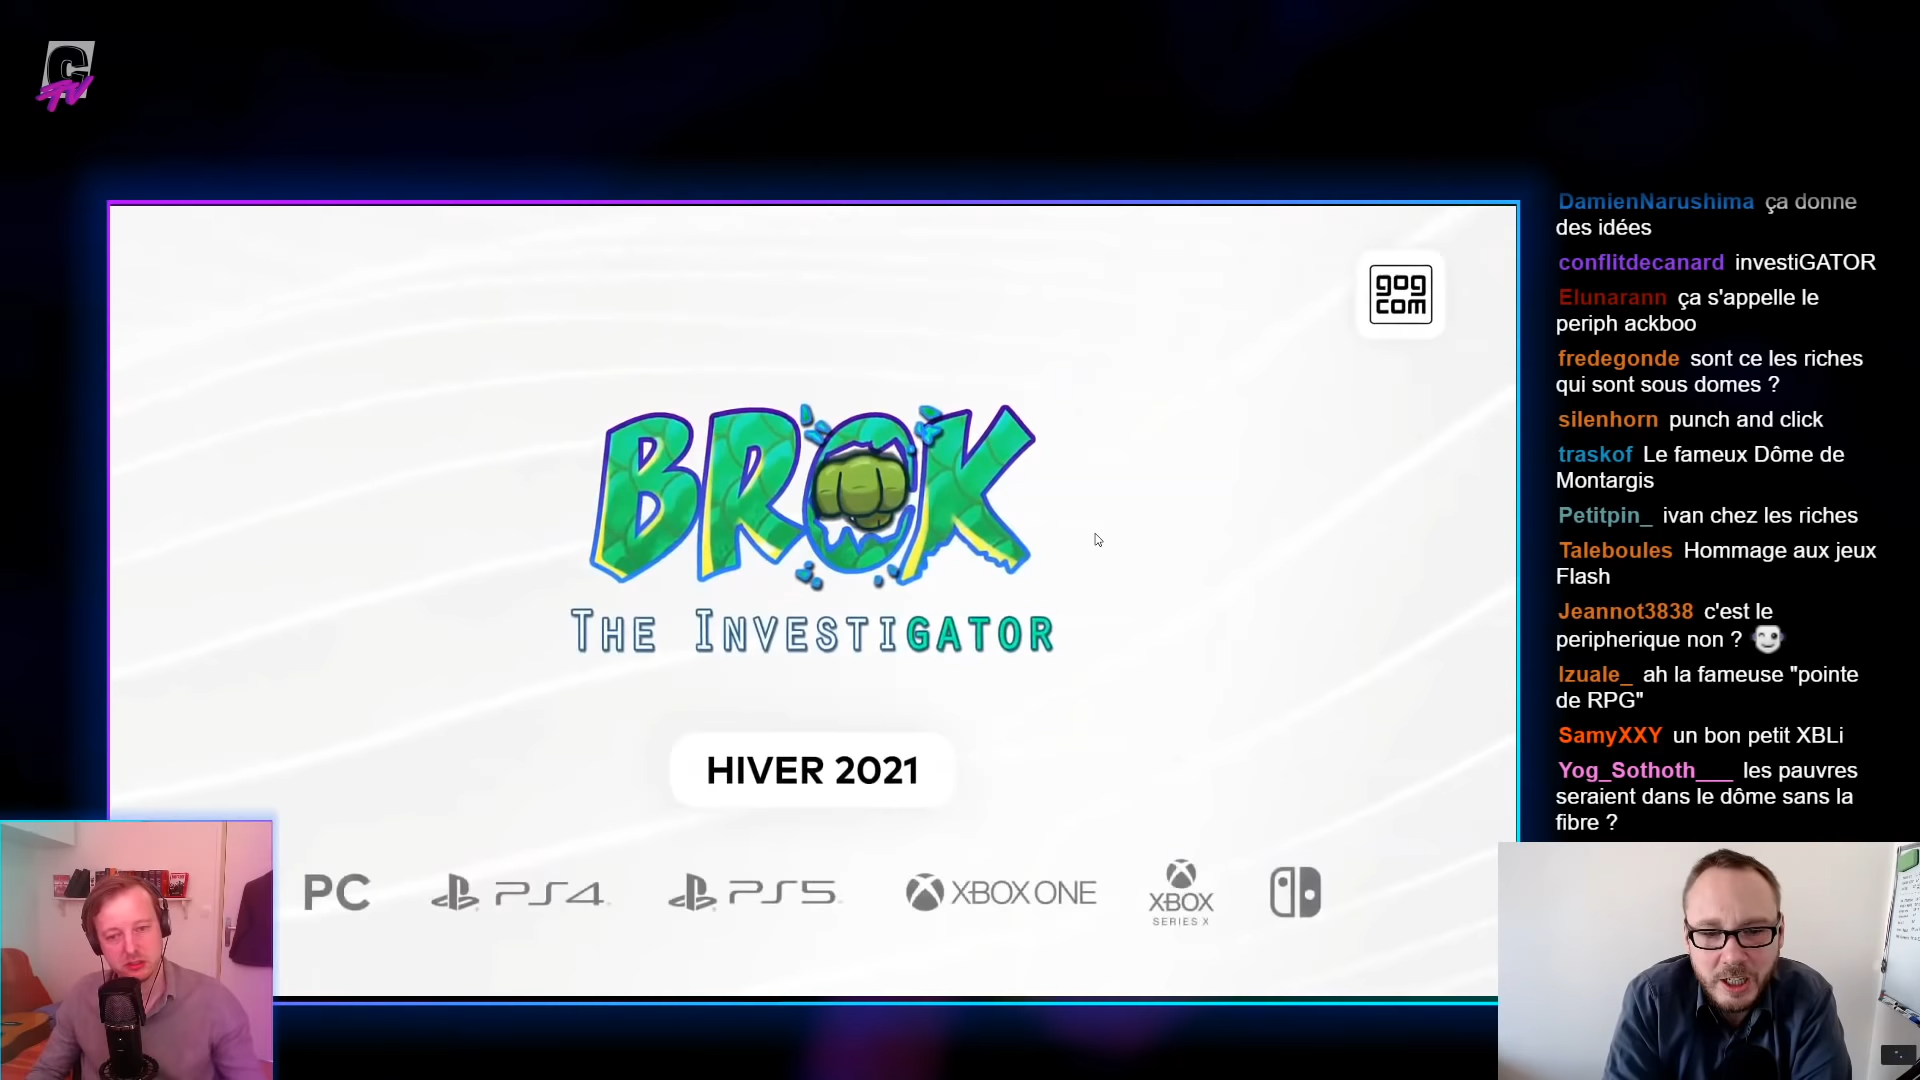 C
TV
gog
com
BROK
THE INVESTIGATOR
HIVER 2021
PC
PS4
PS5
XBOX ONE
XBOX
SERIES X
DamienNarushima ça donne
des idées
conflitdecanard investiGATOR
Elunarann ça s'appelle le
periph ackboo
fredegonde sont ce les riches
qui sont sous domes ?
silenhorn punch and click
traskof Le fameux Dôme de
Montargis
Petitpin_ ivan chez les riches
Taleboules Hommage aux jeux
Flash
Jeannot3838 c'est le
peripherique non ?
Izuale_ ah la fameuse "pointe
de RPG"
SamyXXY un bon petit XBLi
Yog_Sothoth___ les pauvres
seraient dans le dôme sans la
fibre ?